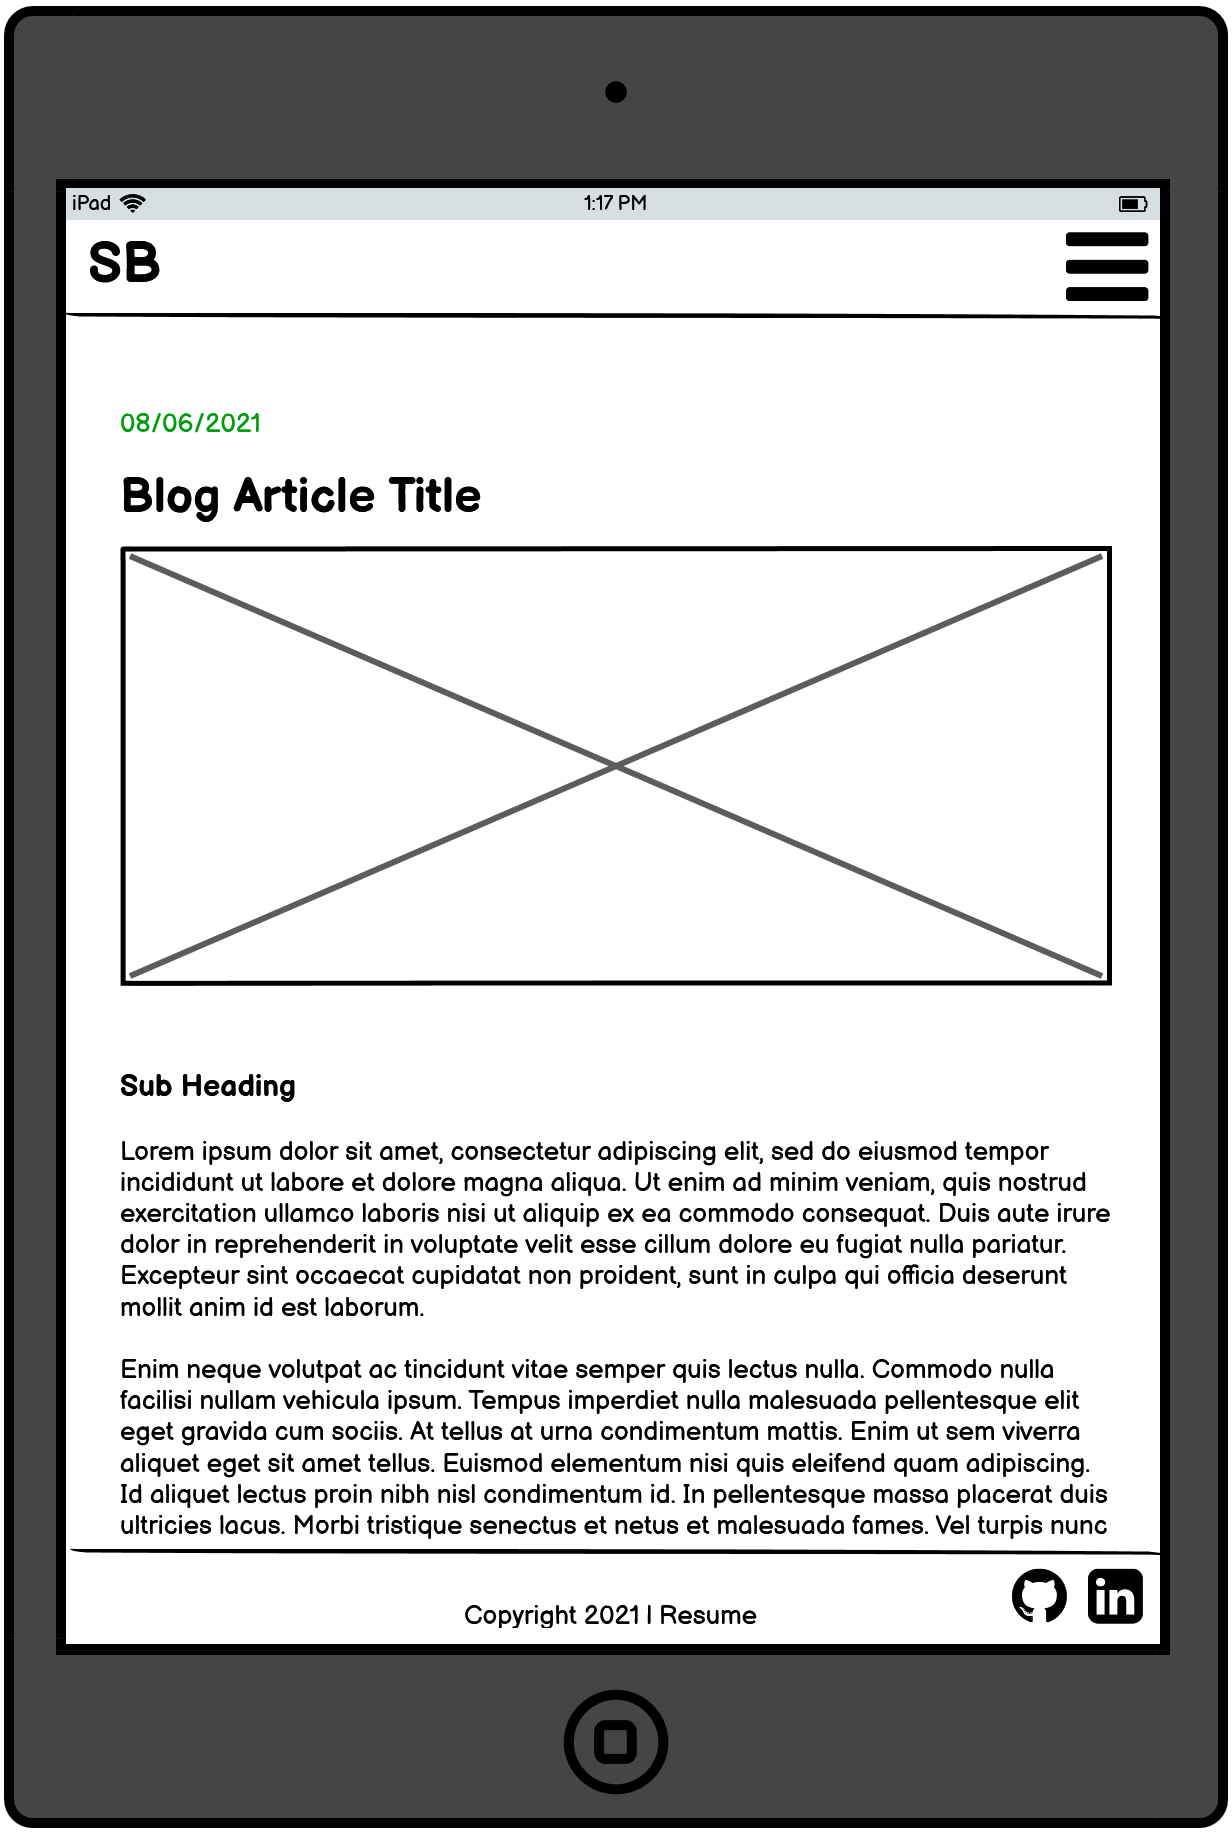 iPad 1:17 PM
SB
08/06/2021
Blog Article Title
Sub Heading
Lorem ipsum dolor sit amet, consectetur adipiscing elit, sed do eiusmod tempor
incididunt ut labore et dolore magna aliqua. Ut enim ad minim veniam, quis nostrud
exercitation ullamco laboris nisi ut aliquip ex ea commodo consequat. Duis aute irure
dolor in reprehenderit in voluptate velit esse cillum dolore eu fugiat nulla pariatur.
Excepteur sint occaecat cupidatat non proident, sunt in culpa qui officia deserunt
mollit anim id est laborum.
Enim neque volutpat ac tincidunt vitae semper quis lectus nulla. Commodo nulla
facilisi nullam vehicula ipsum. Tempus imperdiet nulla malesuada pellentesque elit
eget gravida cum sociis. At tellus at urna condimentum mattis. Enim ut sem viverra
aliquet eget sit amet tellus. Euismod elementum nisi quis eleifend quam adipiscing.
Id aliquet lectus proin nibh nisl condimentum id. In pellentesque massa placerat duis
ultricies lacus. Morbi tristique senectus et netus et malesuada fames. Vel turpis nunc
Copyright 2021 | Resume
in